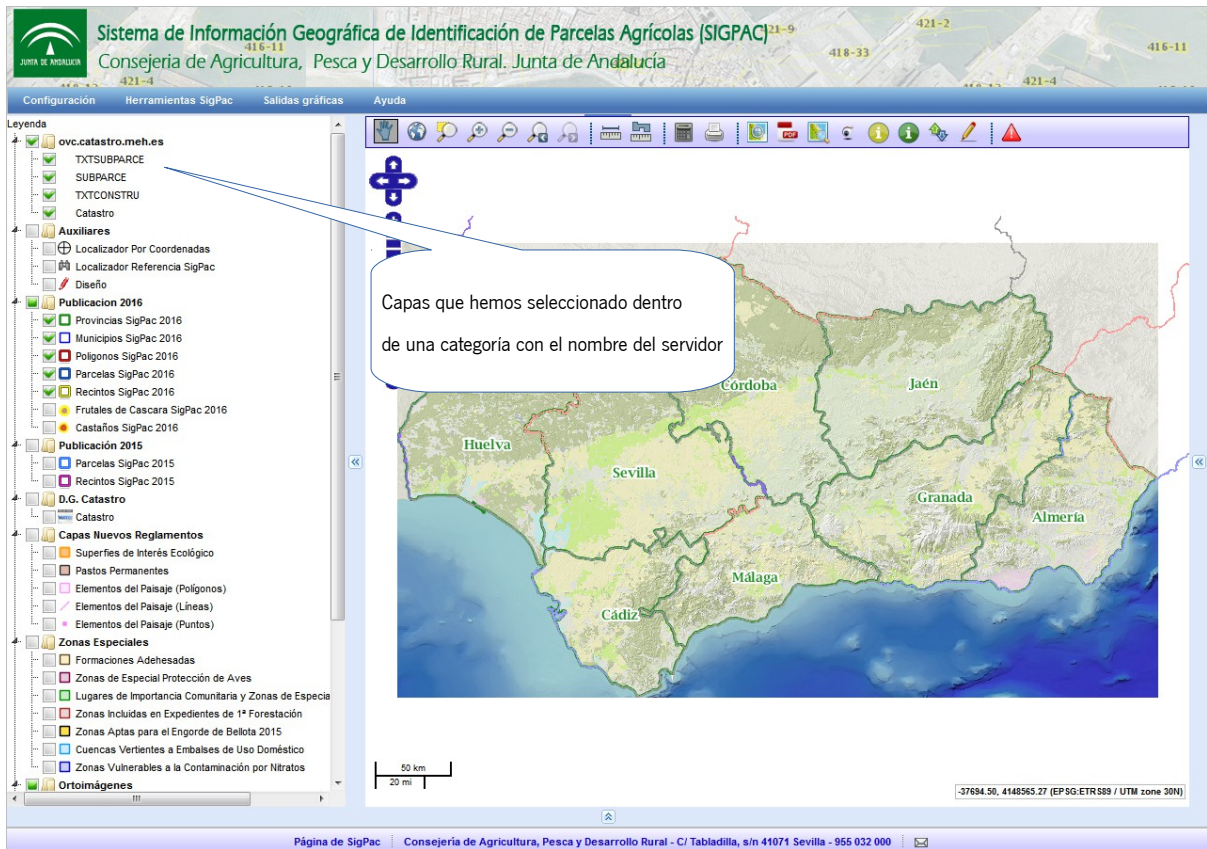 Sistema de Información Geográfica de Identificación de Parcelas Agrícolas (SIGPAC)
Consejeria de Agricultura, Pesca y Desarrollo Rural. Junta de Andalucía
JUNTA DE ANDALUCIA
416-11
421-4
21-9
418-33
421-2
416-11
421-4
Configuración Herramientas SigPac Salidas gráficas Ayuda
Leyenda
ovc.catastro.meh.es
TXTSUBPARCE
SUBPARCE
TXTCONSTRU
Catastro
Auxiliares
Localizador Por Coordenadas
Localizador Referencia SigPac
Diseño
Publicacion 2016
Provincias SigPac 2016
Municipios SigPac 2016
Poligonos SigPac 2016
Parcelas SigPac 2016
Recintos SigPac 2016
Frutales de Cascara SigPac 2016
Castaños SigPac 2016
Publicación 2015
Parcelas SigPac 2015
Recintos SigPac 2015
D.G. Catastro
Catastro
Capas Nuevos Reglamentos
Superfies de Interés Ecológico
Pastos Permanentes
Elementos del Paisaje (Polígonos)
Elementos del Paisaje (Líneas)
Elementos del Paisaje (Puntos)
Zonas Especiales
Formaciones Adehesadas
Zonas de Especial Protección de Aves
Lugares de Importancia Comunitaria y Zonas de Especia
Zonas Incluidas en Expedientes de 1ª Forestación
Zonas Aptas para el Engorde de Bellota 2015
Cuencas Vertientes a Embalses de Uso Doméstico
Zonas Vulnerables a la Contaminación por Nitratos
Ortoimágenes
PDF
Capas que hemos seleccionado dentro
de una categoría con el nombre del servidor
Córdoba
Jaén
Huelva
Sevilla
Granada
Almería
Málaga
Cádiz
50 km
20 mi
-37694.50, 4148565.27 (EPSG:ETRS89 / UTM zone 30N)
Página de SigPac Consejería de Agricultura, Pesca y Desarrollo Rural - C/ Tabladilla, s/n 41071 Sevilla - 955 032 000